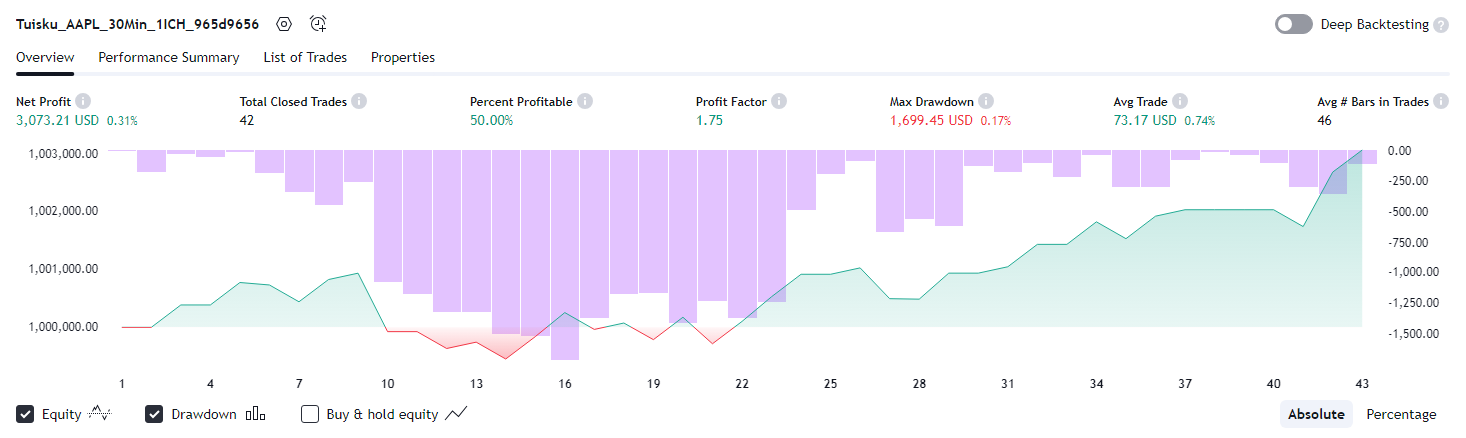 Tuisku_AAPL_30Min_1ICH_965d9656
Deep Backtesting ?
Overview Performance Summary List of Trades Properties
Net Profit i Total Closed Trades i Percent Profitable i Profit Factor i Max Drawdown i Avg Trade i Avg # Bars in Trades i
3,073.21 USD 0.31% 42 50.00% 1.75 1,699.45 USD 0.17% 73.17 USD 0.74% 46
1,003,000.00 0.00
-250.00
1,002,000.00 -500.00
-750.00
1,001,000.00 -1,000.00
-1,250.00
1,000,000.00 -1,500.00
1 4 7 10 13 16 19 22 25 28 31 34 37 40 43
Equity Drawdown Buy & hold equity Absolute Percentage